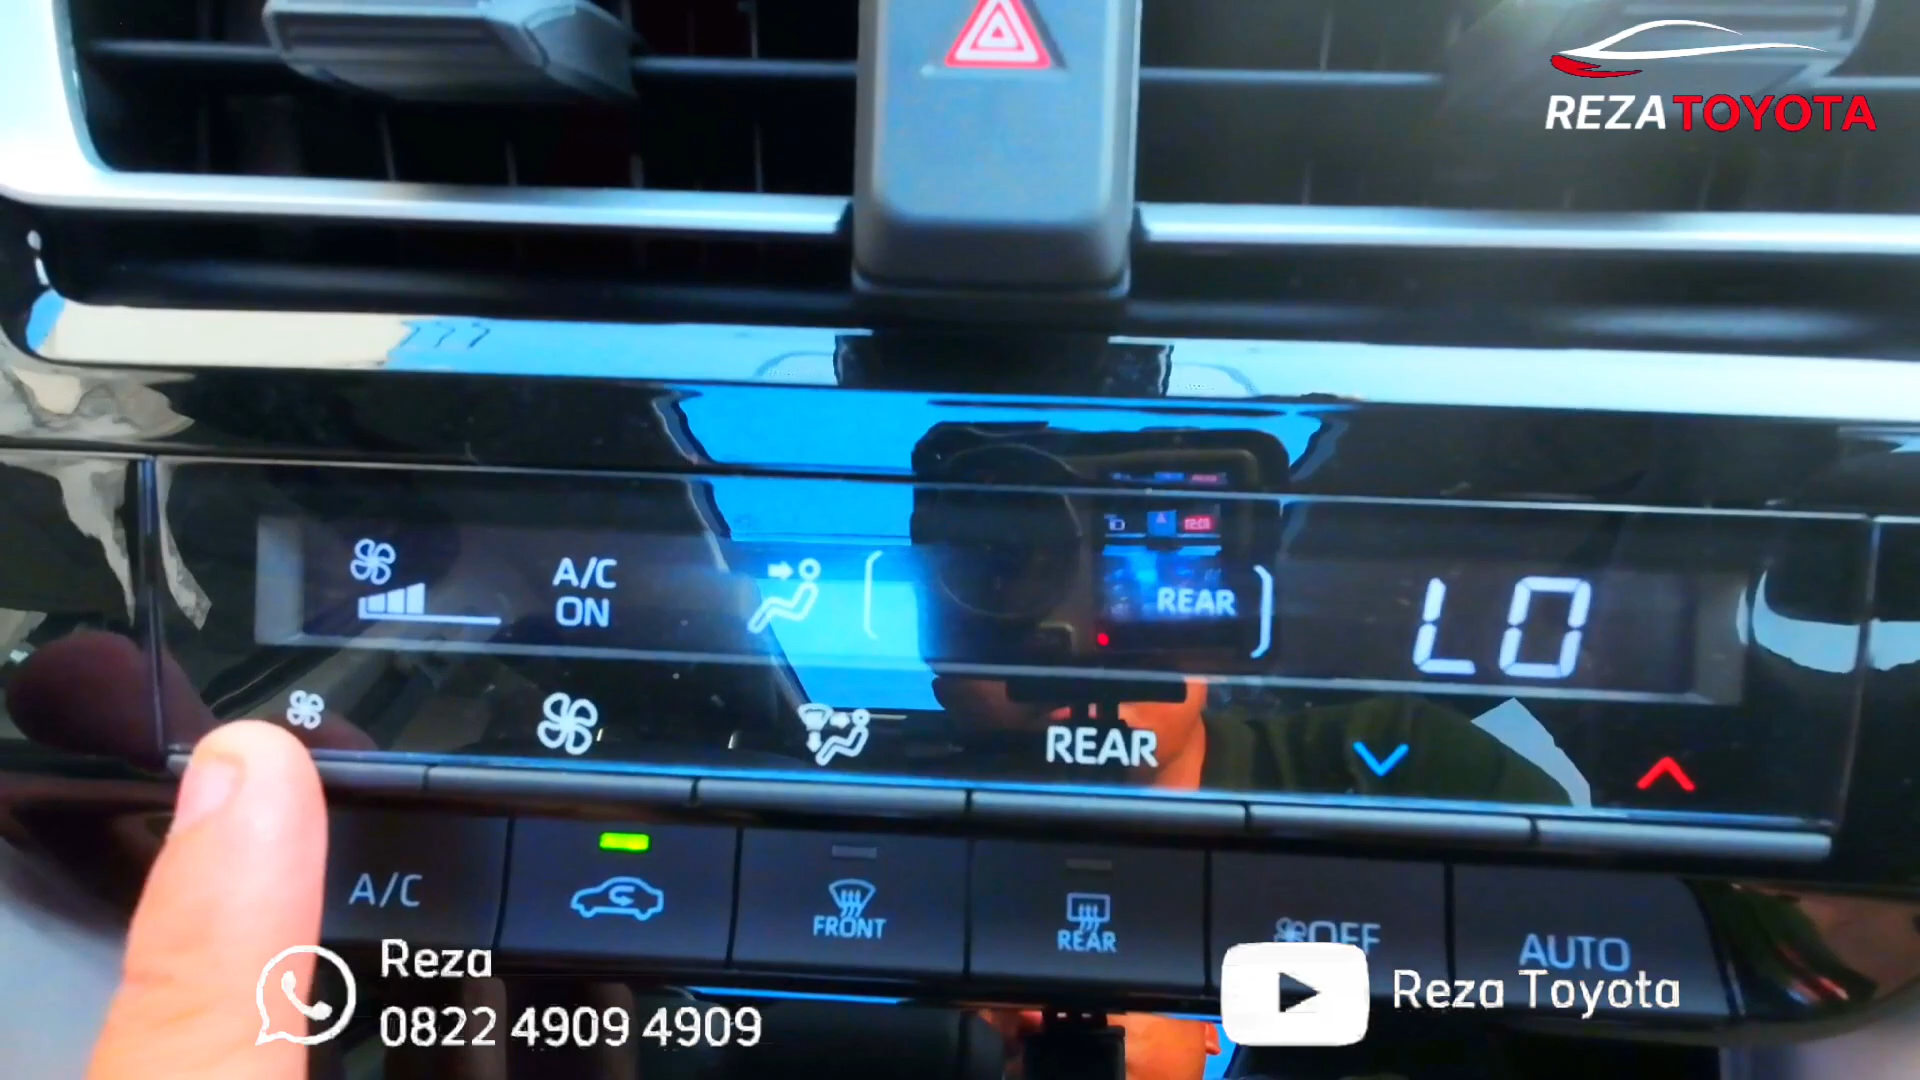 REZA TOYOTA
A/C
ON
REAR
LO
REAR
A/C
FRONT
REAR
OFF
AUTO
Reza
0822 4909 4909
Reza Toyota